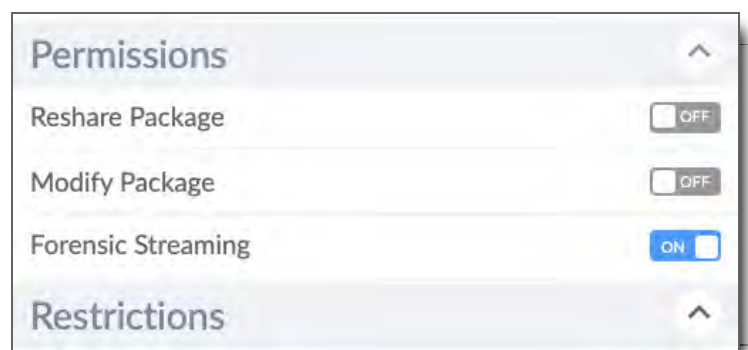 Permissions
Reshare Package OFF
Modify Package OFF
Forensic Streaming ON
Restrictions